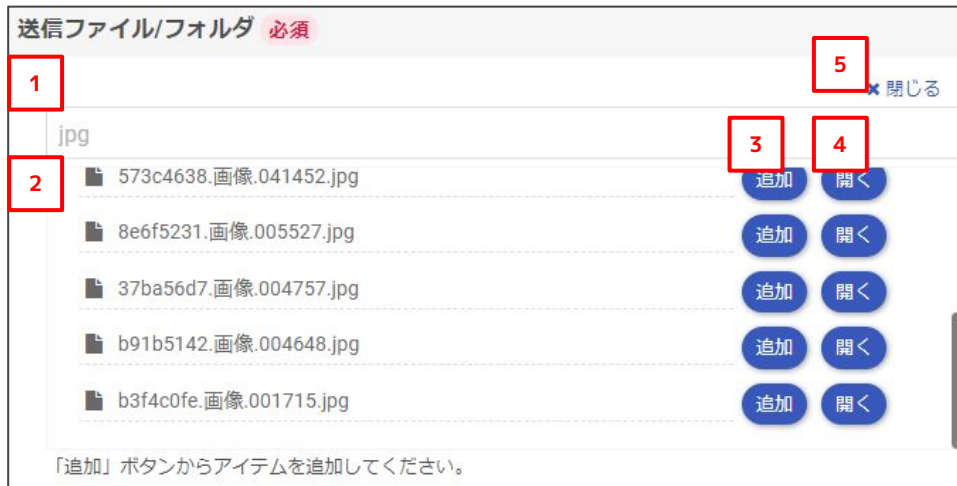 送信ファイル/フォルダ 必須
1
5
✖ 閉じる
jpg
3
4
2
573c4638.画像.041452.jpg 追加 開く
8e6f5231.画像.005527.jpg 追加 開く
37ba56d7.画像.004757.jpg 追加 開く
b91b5142.画像.004648.jpg 追加 開く
b3f4c0fe.画像.001715.jpg 追加 開く
「追加」ボタンからアイテムを追加してください。